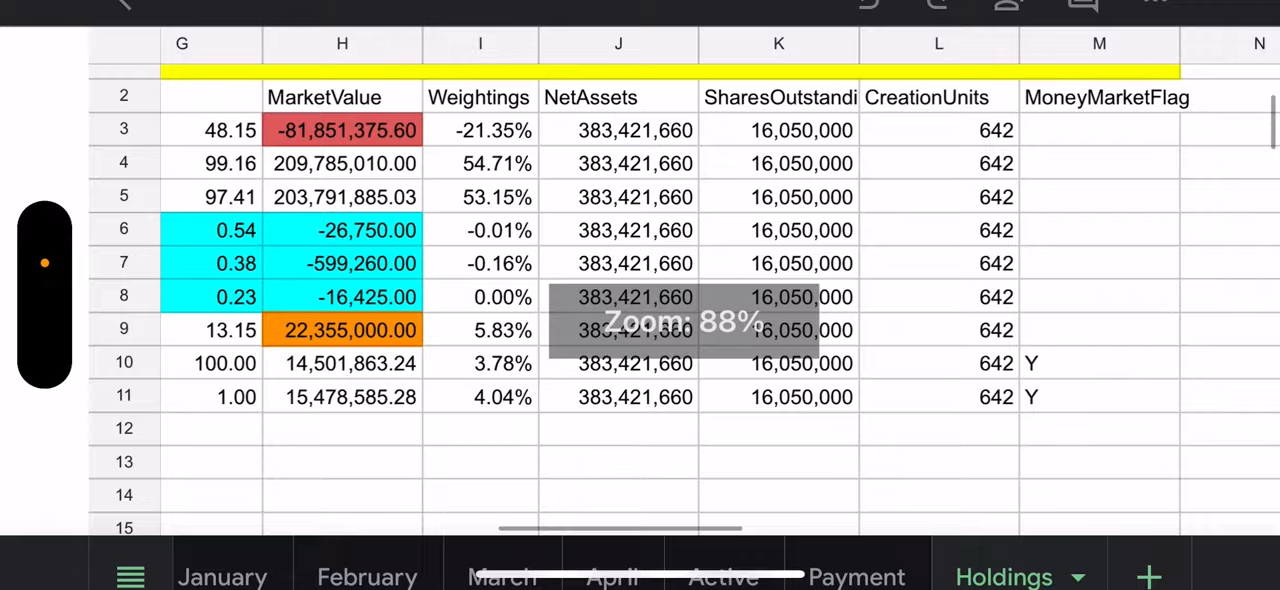 G H I J K L M N
2 MarketValue Weightings NetAssets SharesOutstandi CreationUnits MoneyMarketFlag
3 48.15 -81,851,375.60 -21.35% 383,421,660 16,050,000 642
4 99.16 209,785,010.00 54.71% 383,421,660 16,050,000 642
5 97.41 203,791,885.03 53.15% 383,421,660 16,050,000 642
6 0.54 -26,750.00 -0.01% 383,421,660 16,050,000 642
7 0.38 -599,260.00 -0.16% 383,421,660 16,050,000 642
8 0.23 -16,425.00 0.00% 383,421,660 16,050,000 642
Zoom: 88%
9 13.15 22,355,000.00 5.83% 383,421,660 16,050,000 642
10 100.00 14,501,863.24 3.78% 383,421,660 16,050,000 642 Y
11 1.00 15,478,585.28 4.04% 383,421,660 16,050,000 642 Y
12
13
14
15
January February March April Active Payment Holdings